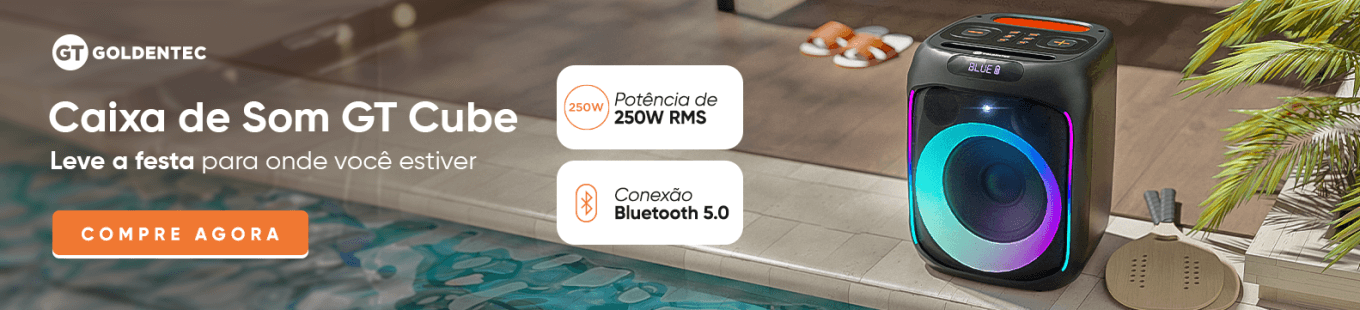 GT GOLDENTEC
Caixa de Som GT Cube
Leve a festa para onde você estiver
COMPRE AGORA
250W
Potência de
250W RMS
Conexão
Bluetooth 5.0
BLUE